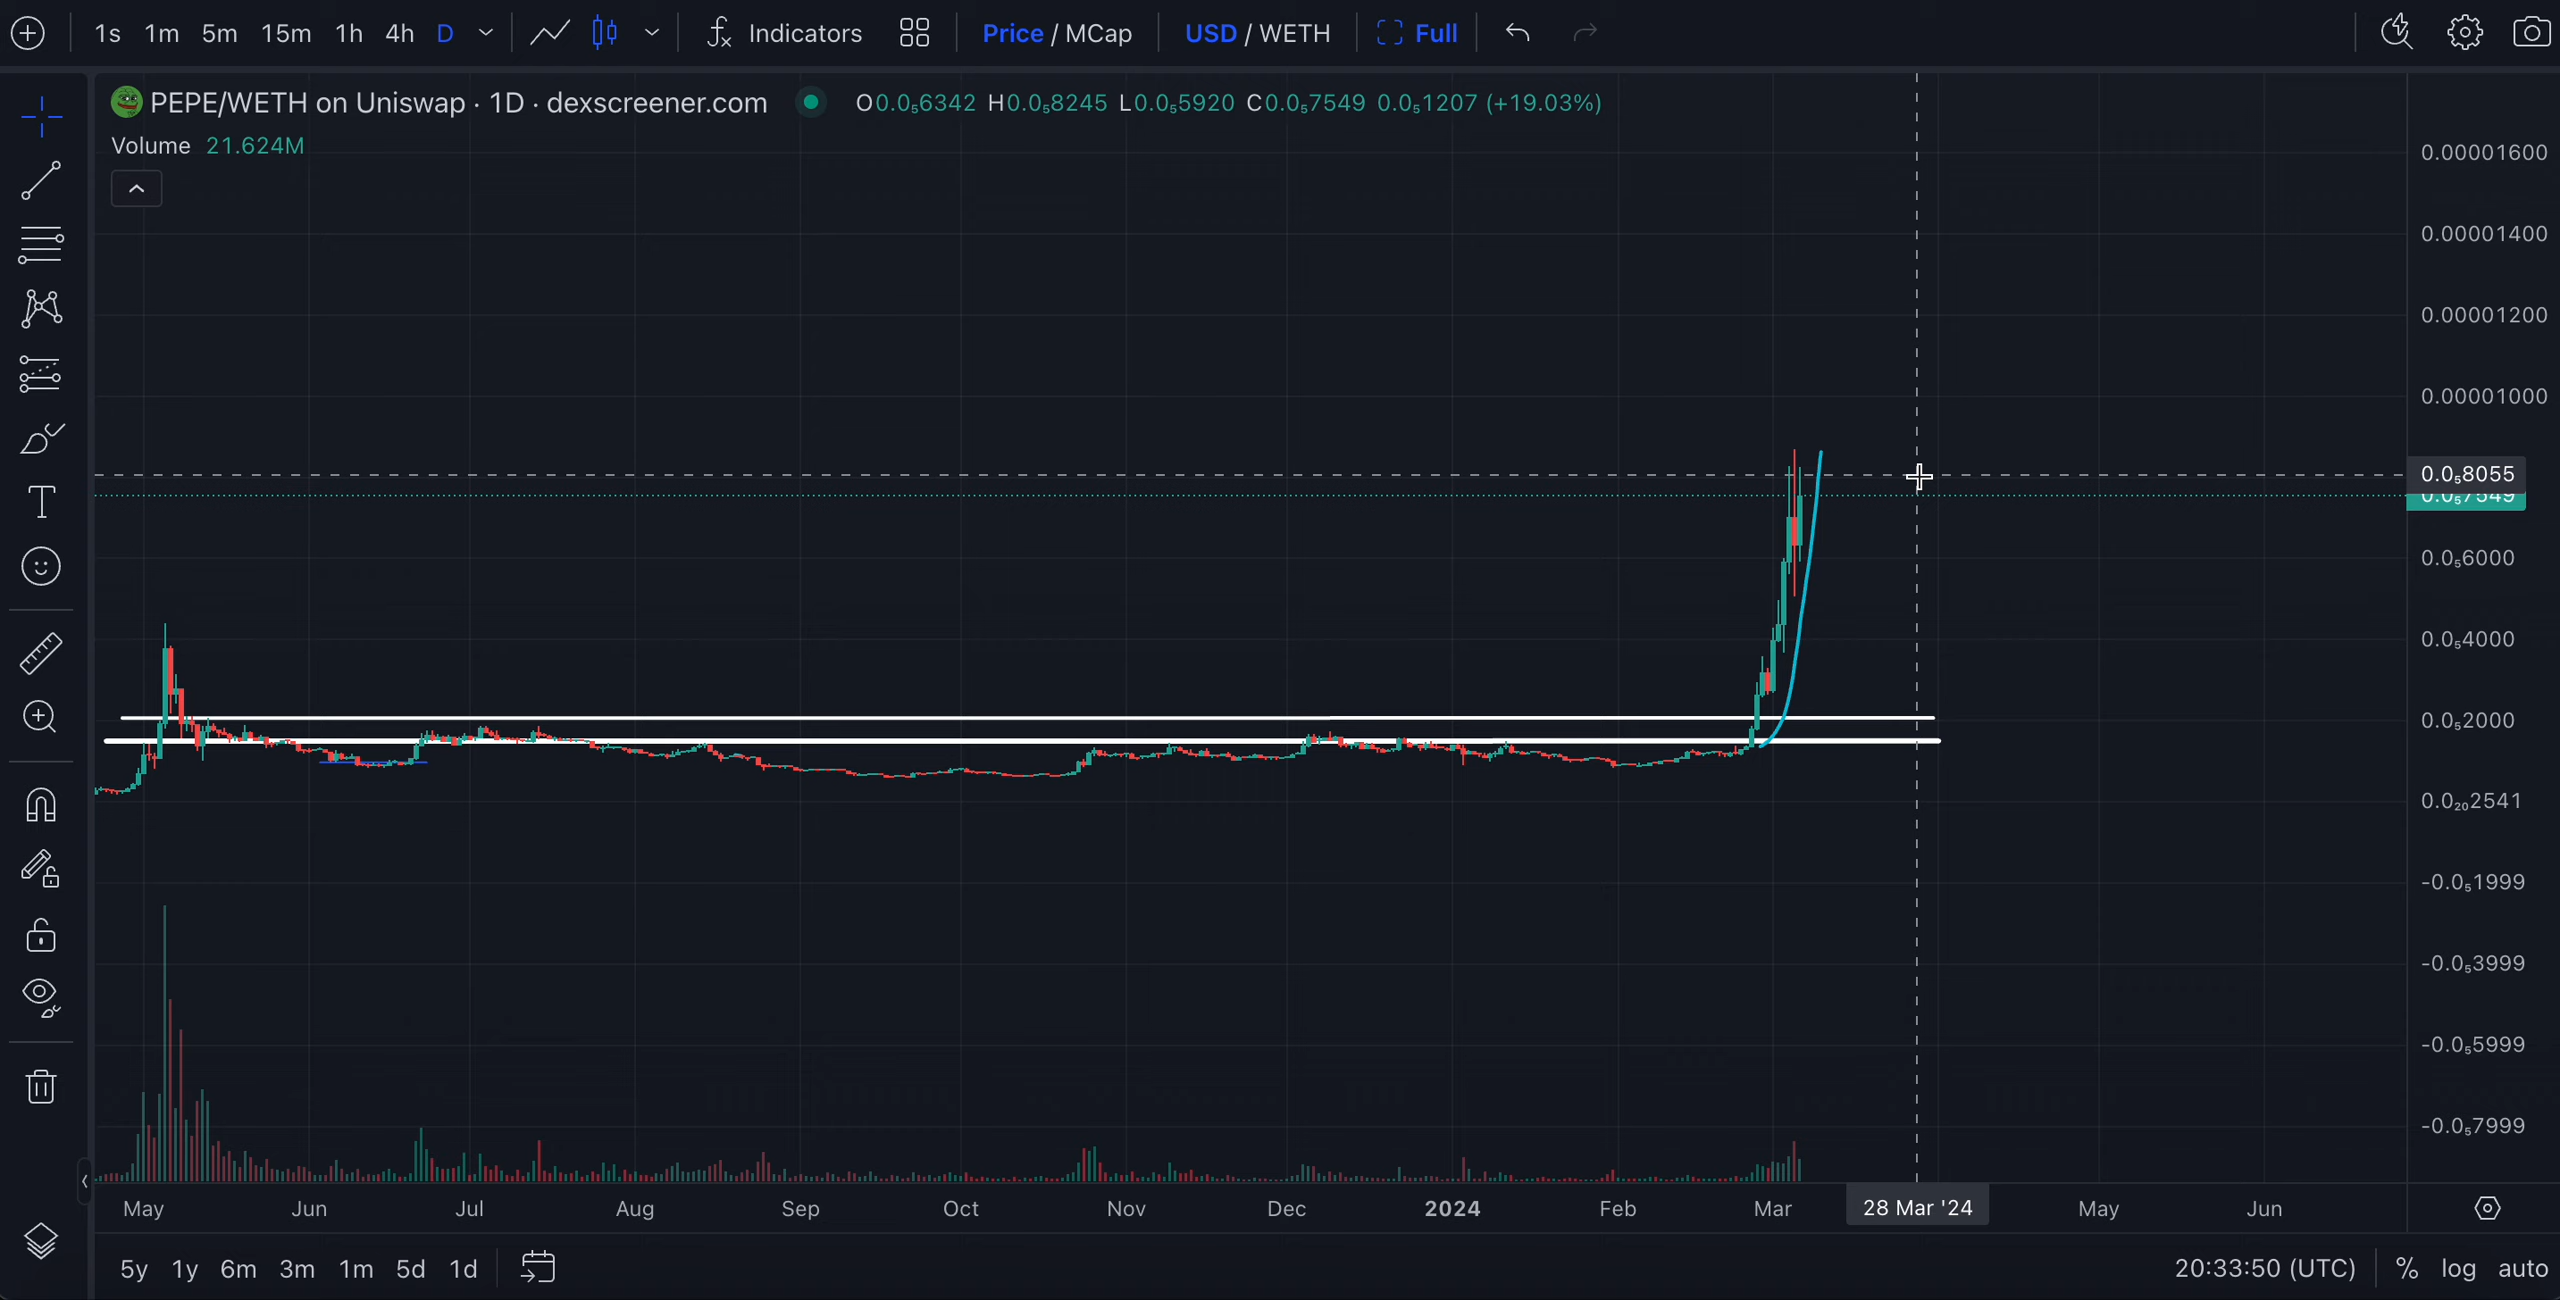 1s 1m 5m 15m 1h 4h D Indicators Price / MCap USD / WETH Full
PEPE/WETH on Uniswap · 1D · dexscreener.com O0.0₅6342 H0.0₅8245 L0.0₅5920 C0.0₅7549 0.0₅1207 (+19.03%)
Volume 21.624M
0.00001600
0.00001400
0.00001200
0.00001000
0.0₅8055
0.0₅7549
0.0₅6000
0.0₅4000
0.0₅2000
0.0₂₀2541
-0.0₅1999
-0.0₅3999
-0.0₅5999
-0.0₅7999
May Jun Jul Aug Sep Oct Nov Dec 2024 Feb Mar 28 Mar '24 May Jun
5y 1y 6m 3m 1m 5d 1d 20:33:50 (UTC) % log auto